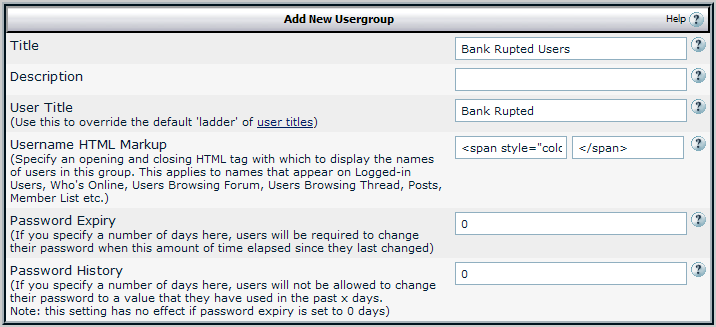 Add New Usergroup Help ?
Title Bank Rupted Users ?
Description ?
User Title Bank Rupted ?
(Use this to override the default 'ladder' of user titles)
Username HTML Markup <span style="colo </span> ?
(Specify an opening and closing HTML tag with which to display the names
of users in this group. This applies to names that appear on Logged-in
Users, Who's Online, Users Browsing Forum, Users Browsing Thread, Posts,
Member List etc.)
Password Expiry 0 ?
(If you specify a number of days here, users will be required to change
their password when this amount of time elapsed since they last changed)
Password History 0 ?
(If you specify a number of days here, users will not be allowed to change
their password to a value that they have used in the past x days.
Note: this setting has no effect if password expiry is set to 0 days)